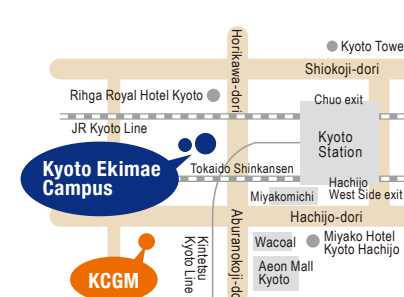 Horikawa-dori
Kyoto Towe
Shiokoji-dori
Rihga Royal Hotel Kyoto
Chuo exit
JR Kyoto Line
Kyoto
Station
Kyoto Ekimae
Campus
Tokaido Shinkansen
Hachijo
West Side exit
Miyakomichi
Hachijo-dori
Aburanokoji-do
Kintatsu
Kyoto Line
Wacoal
Miyako Hotel
Kyoto Hachijo
Aeon Mall
Kyoto
KCGM